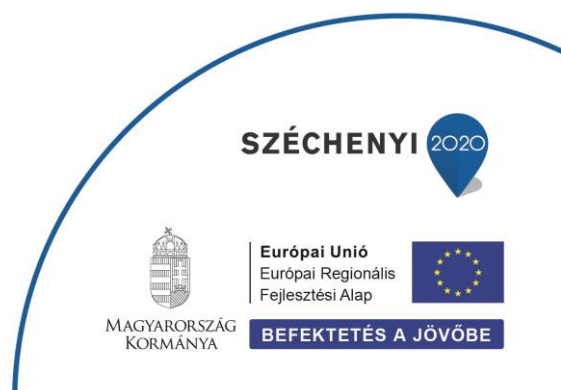 SZÉCHENYI 2020
Európai Unió
Európai Regionális
Fejlesztési Alap
MAGYARORSZÁG
KORMÁNYA
BEFEKTETÉS A JÖVŐBE